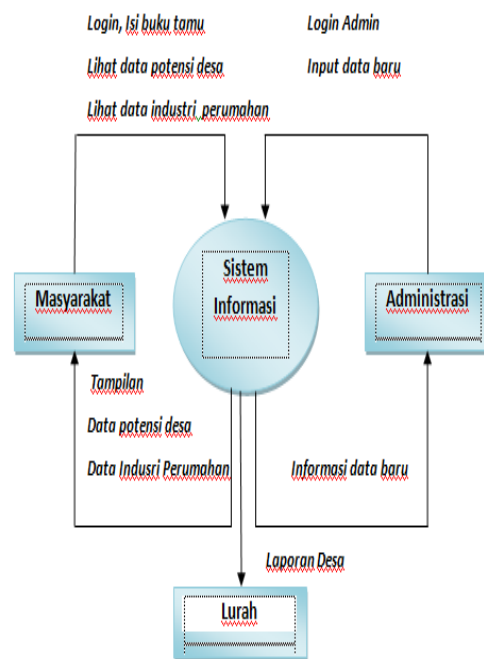 Login, Isi buku tamu
Lihat data potensi desa
Lihat data industri perumahan
Login Admin
Input data baru
Sistem
Informasi
Masyarakat
Administrasi
Tampilan
Data potensi desa
Data Indusri Perumahan
Informasi data baru
Laporan Desa
Lurah